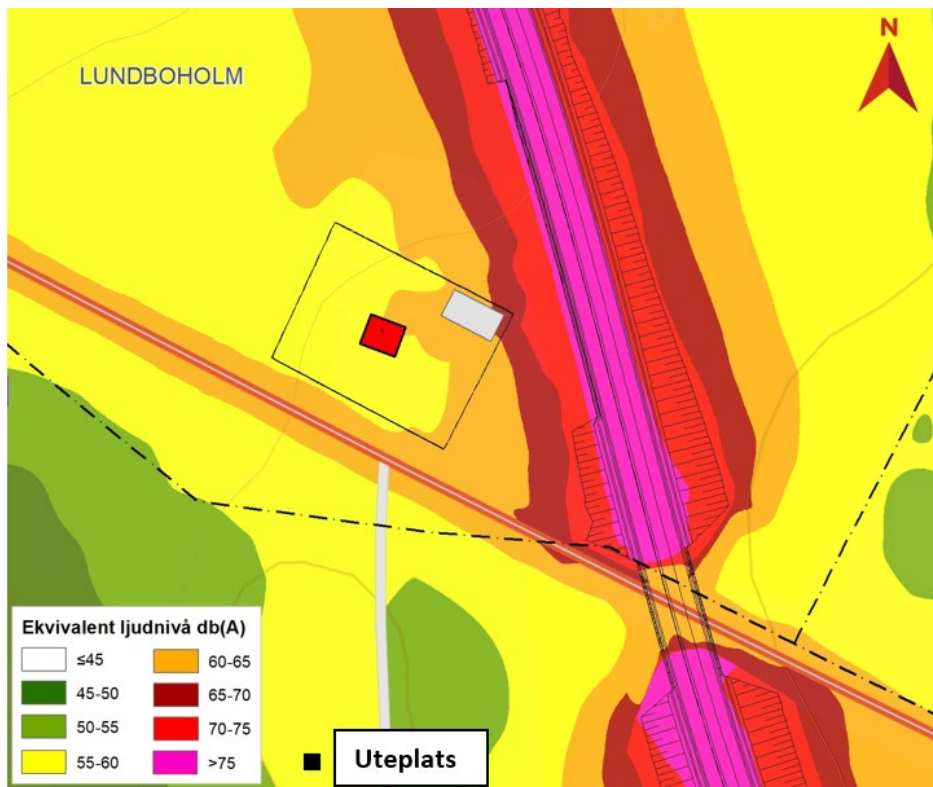 N
LUNDBOHOLM
1
Ekvivalent ljudnivå db(A)
≤45 60-65
45-50 65-70
50-55 70-75
55-60 >75
Uteplats